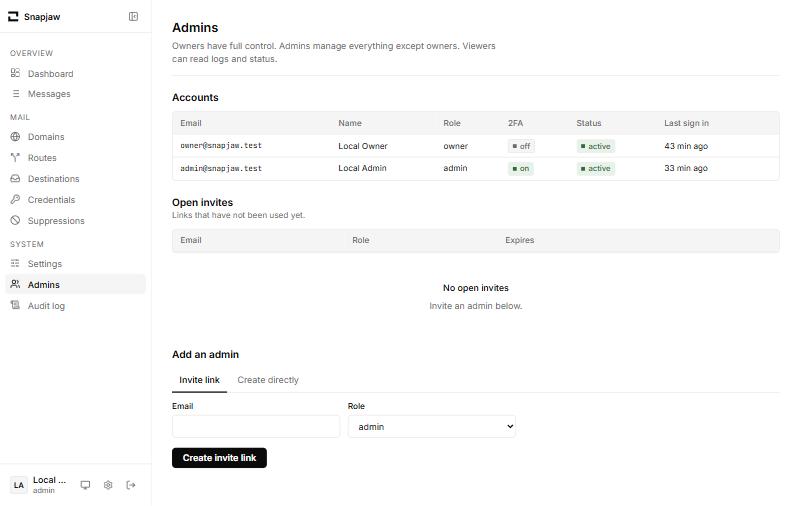 Snapjaw
OVERVIEW
Dashboard
Messages
MAIL
Domains
Routes
Destinations
Credentials
Suppressions
SYSTEM
Settings
Admins
Audit log
LA
Local ...
admin
Admins
Owners have full control. Admins manage everything except owners. Viewers
can read logs and status.
Accounts
Email Name Role 2FA Status Last sign in
owner@snapjaw.test Local Owner owner off active 43 min ago
admin@snapjaw.test Local Admin admin on active 33 min ago
Open invites
Links that have not been used yet.
Email Role Expires
No open invites
Invite an admin below.
Add an admin
Invite link Create directly
Email Role
admin
Create invite link